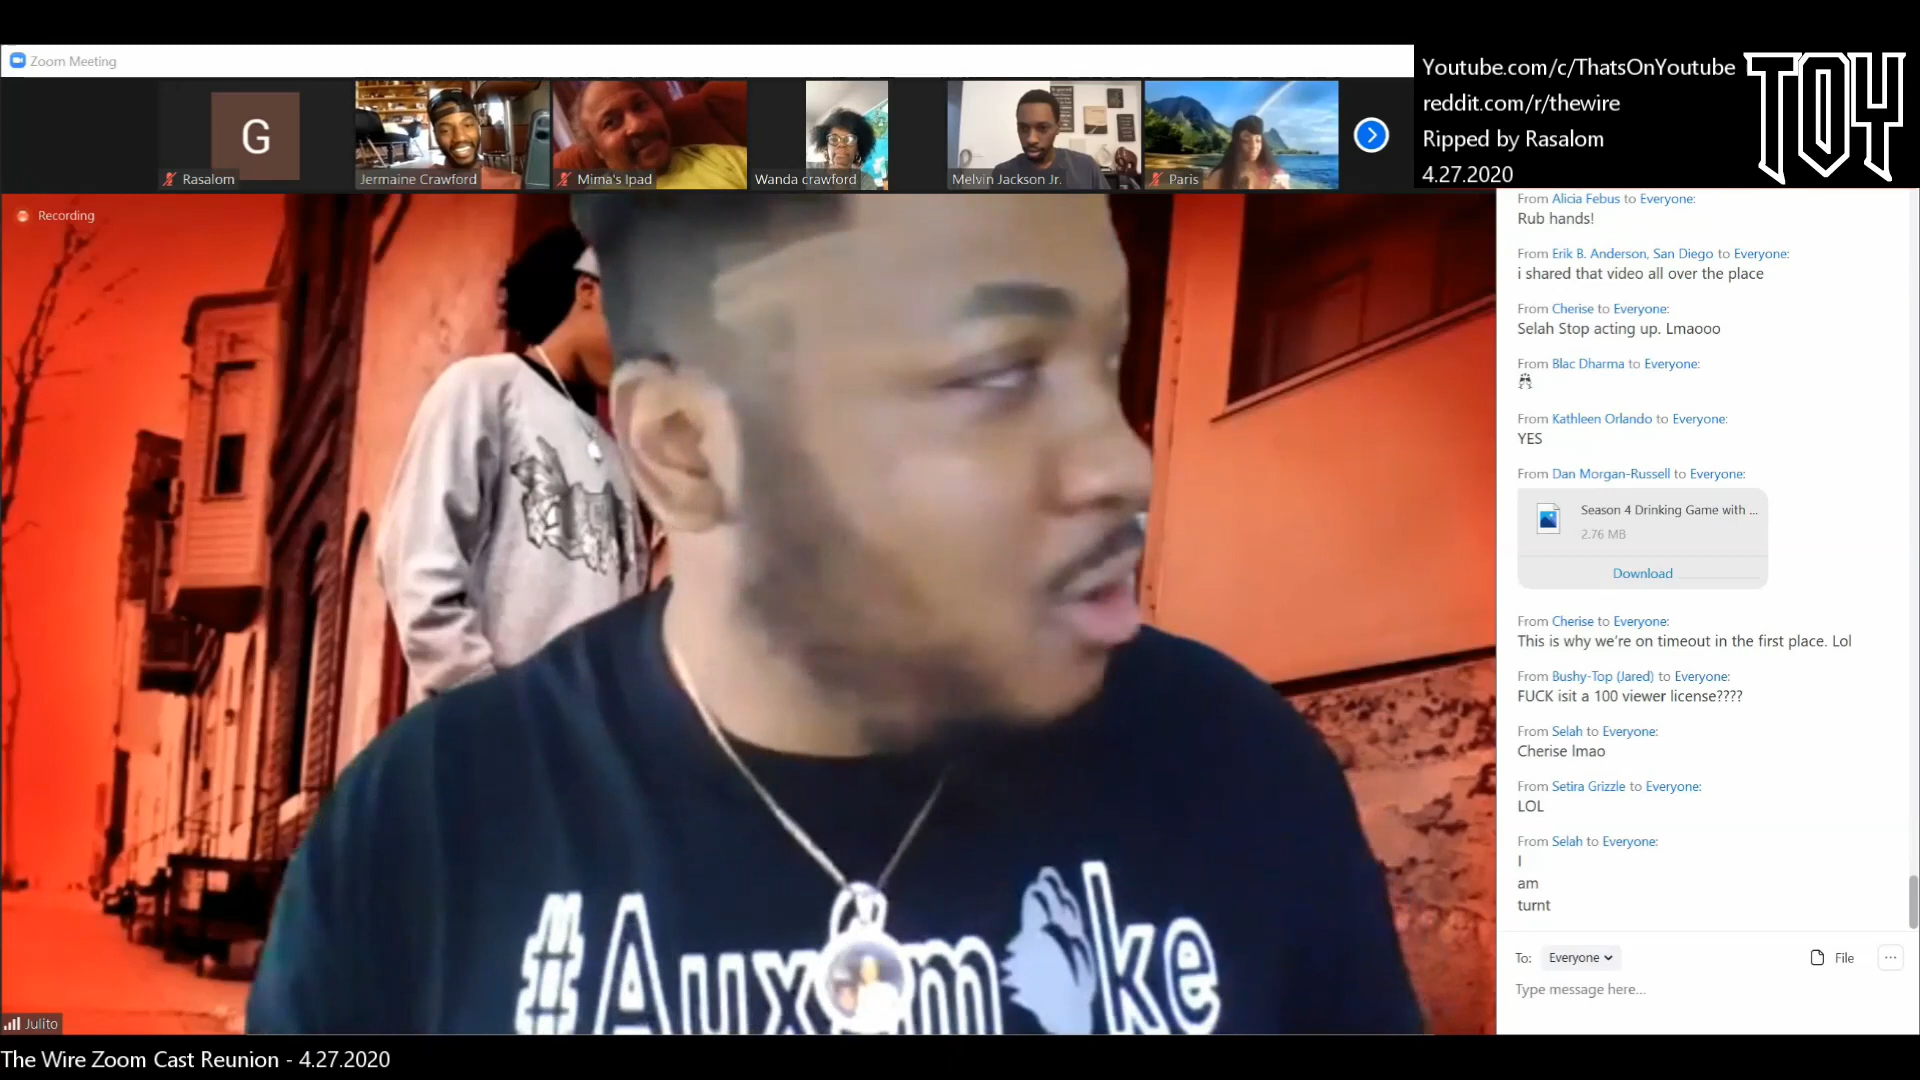 Zoom Meeting
Youtube.com/c/ThatsOnYoutube
reddit.com/r/thewire
Ripped by Rasalom
4.27.2020
TOY
G
Rasalom
Jermaine Crawford
Mima's Ipad
Wanda crawford
Melvin Jackson Jr.
Paris
Recording
From Alicia Febus to Everyone:
Rub hands!
From Erik B. Anderson, San Diego to Everyone:
i shared that video all over the place
From Cherise to Everyone:
Selah Stop acting up. Lmaooo
From Blac Dharma to Everyone:
From Kathleen Orlando to Everyone:
YES
From Dan Morgan-Russell to Everyone:
Season 4 Drinking Game with ...
2.76 MB
Download
From Cherise to Everyone:
This is why we're on timeout in the first place. Lol
From Bushy-Top (Jared) to Everyone:
FUCK isit a 100 viewer license????
From Selah to Everyone:
Cherise lmao
From Setira Grizzle to Everyone:
LOL
From Selah to Everyone:
I
am
turnt
To: Everyone
File
...
Type message here...
Julito
The Wire Zoom Cast Reunion - 4.27.2020